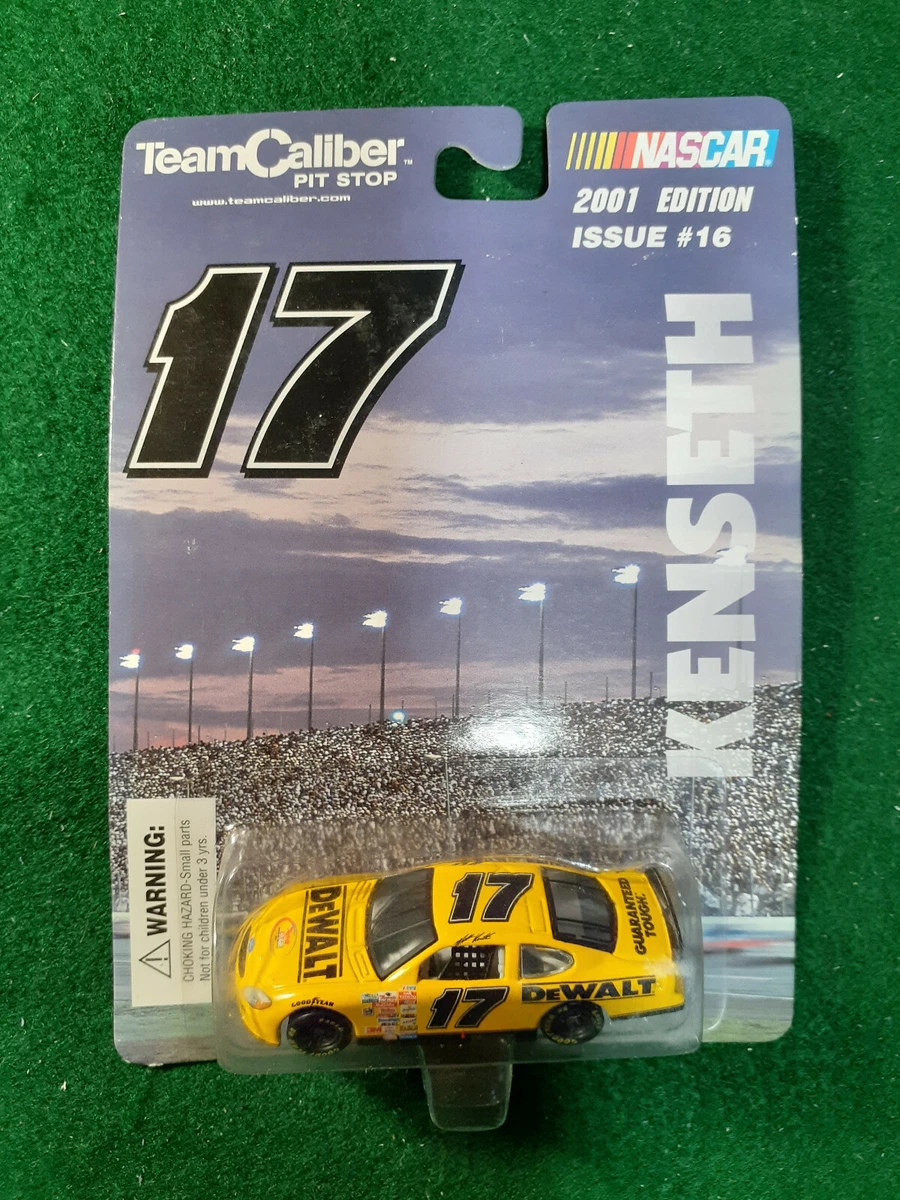 TeamCaliber™
PIT STOP
www.teamcaliber.com
NASCAR®
2001 EDITION
ISSUE #16
17
KENSETH
WARNING:
CHOKING HAZARD-Small parts
Not for children under 3 yrs.
DEWALT
17
GUARANTEED
TOUGH.
GOODYEAR
17
DEWALT